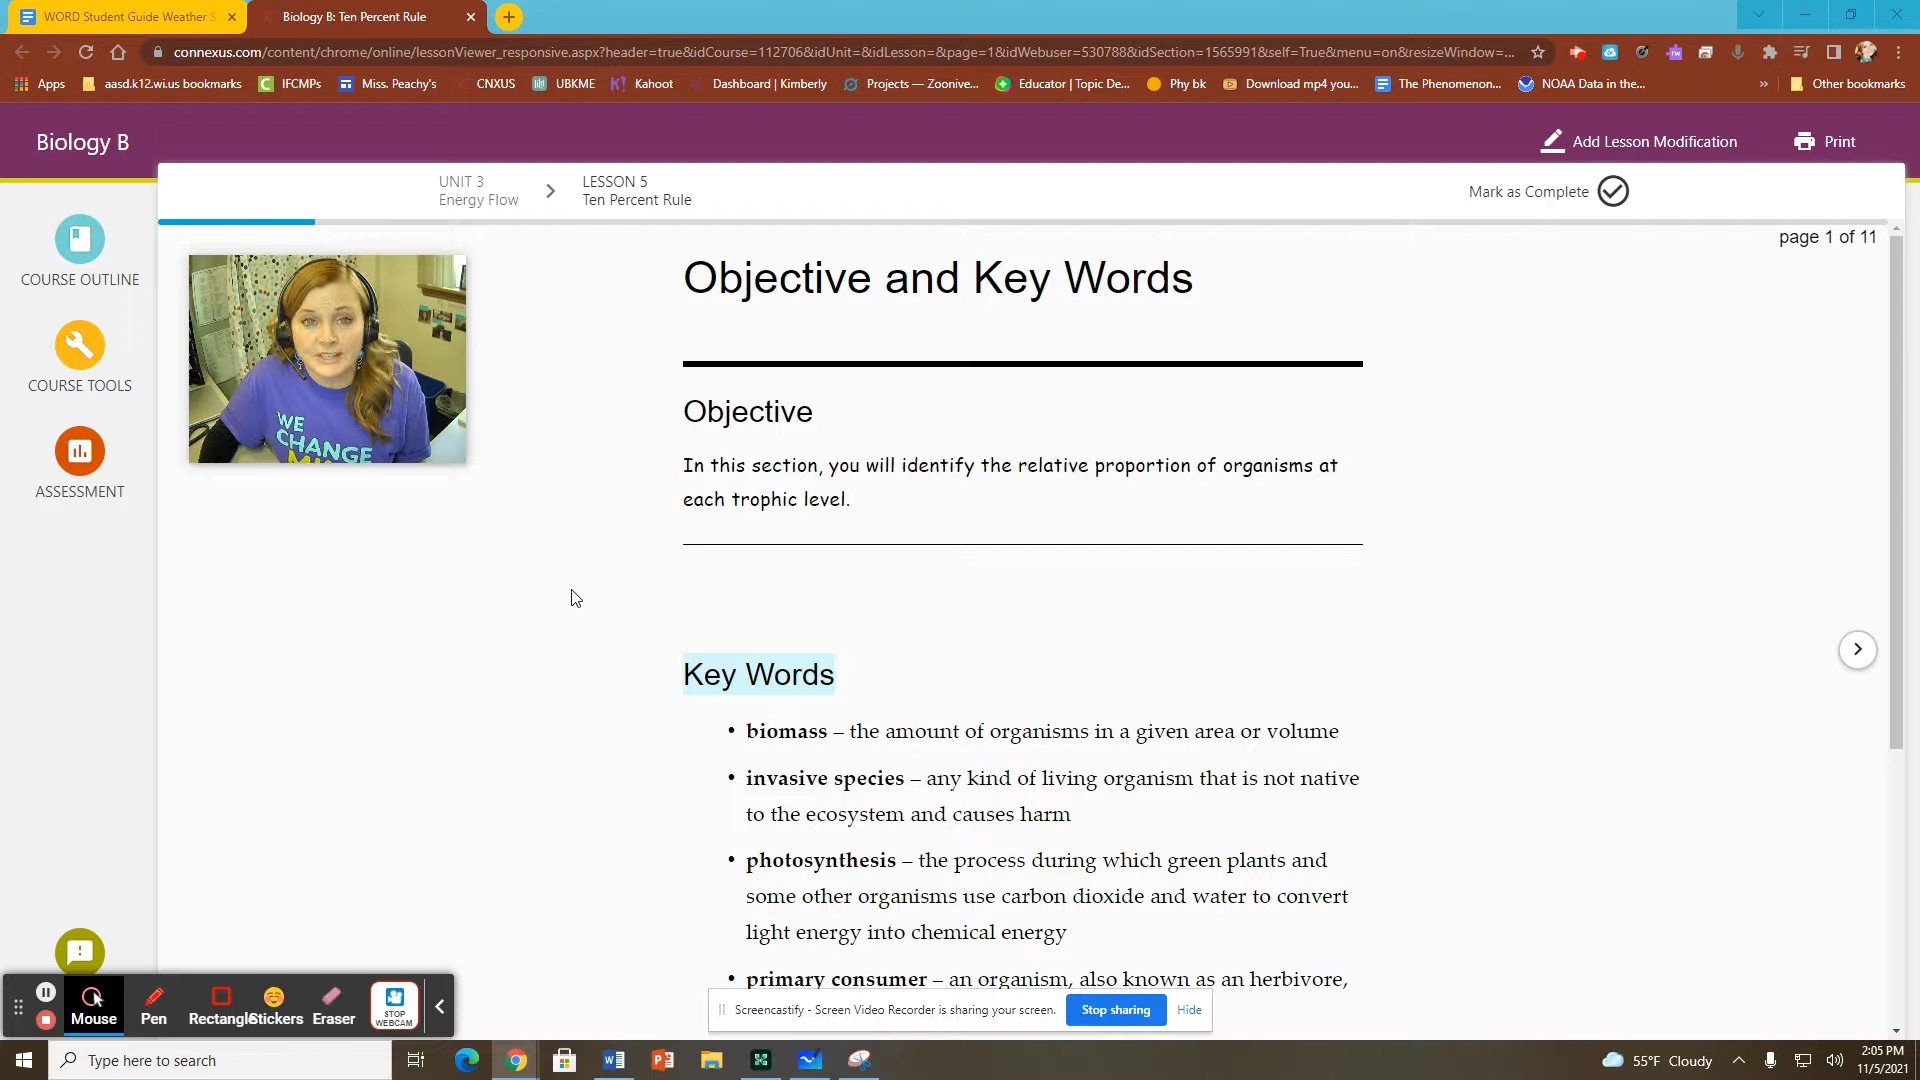 WORD Student Guide Weather S
Biology B: Ten Percent Rule
connexus.com/content/chrome/online/lessonViewer_responsive.aspx?header=true&idCourse=112706&idUnit=&idLesson=&page=1&idWebuser=530788&idSection=1565991&self=True&menu=on&resizeWindow=...
Apps
aasd.k12.wi.us bookmarks
IFCMPs
Miss. Peachy's
CNXUS
UBKME
Kahoot
Dashboard | Kimberly
Projects — Zoonive...
Educator | Topic De...
Phy bk
Download mp4 you...
The Phenomenon...
NOAA Data in the...
»
Other bookmarks
Biology B
Add Lesson Modification
Print
UNIT 3
Energy Flow
LESSON 5
Ten Percent Rule
Mark as Complete
page 1 of 11
COURSE OUTLINE
COURSE TOOLS
ASSESSMENT
WE
CHANGE
Objective and Key Words
Objective
In this section, you will identify the relative proportion of organisms at
each trophic level.
Key Words
• biomass – the amount of organisms in a given area or volume
• invasive species – any kind of living organism that is not native
to the ecosystem and causes harm
• photosynthesis – the process during which green plants and
some other organisms use carbon dioxide and water to convert
light energy into chemical energy
• primary consumer – an organism, also known as an herbivore,
Mouse
Pen
Rectangle
Stickers
Eraser
STOP
WEBCAM
Screencastify - Screen Video Recorder is sharing your screen.
Stop sharing
Hide
Type here to search
55°F Cloudy
2:05 PM
11/5/2021